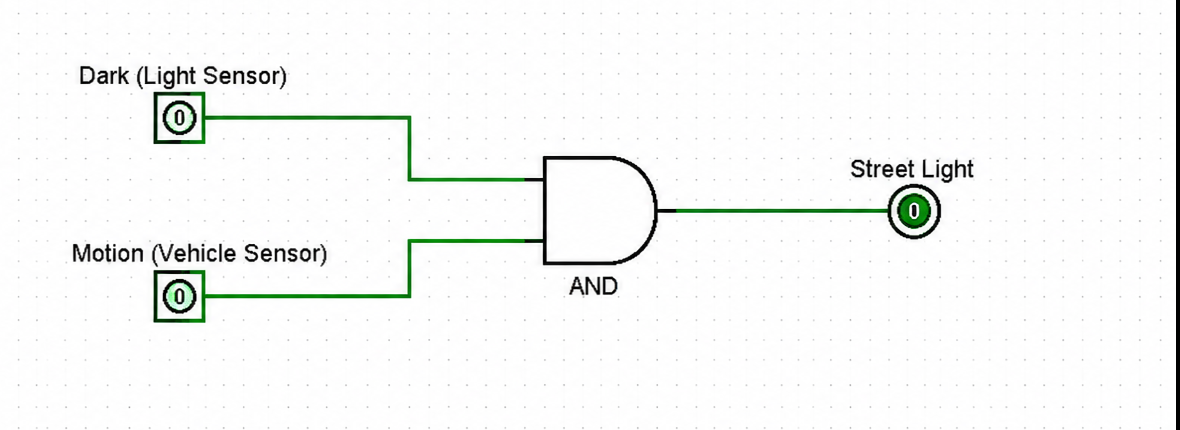 Dark (Light Sensor)
0
Street Light
0
Motion (Vehicle Sensor)
0
AND